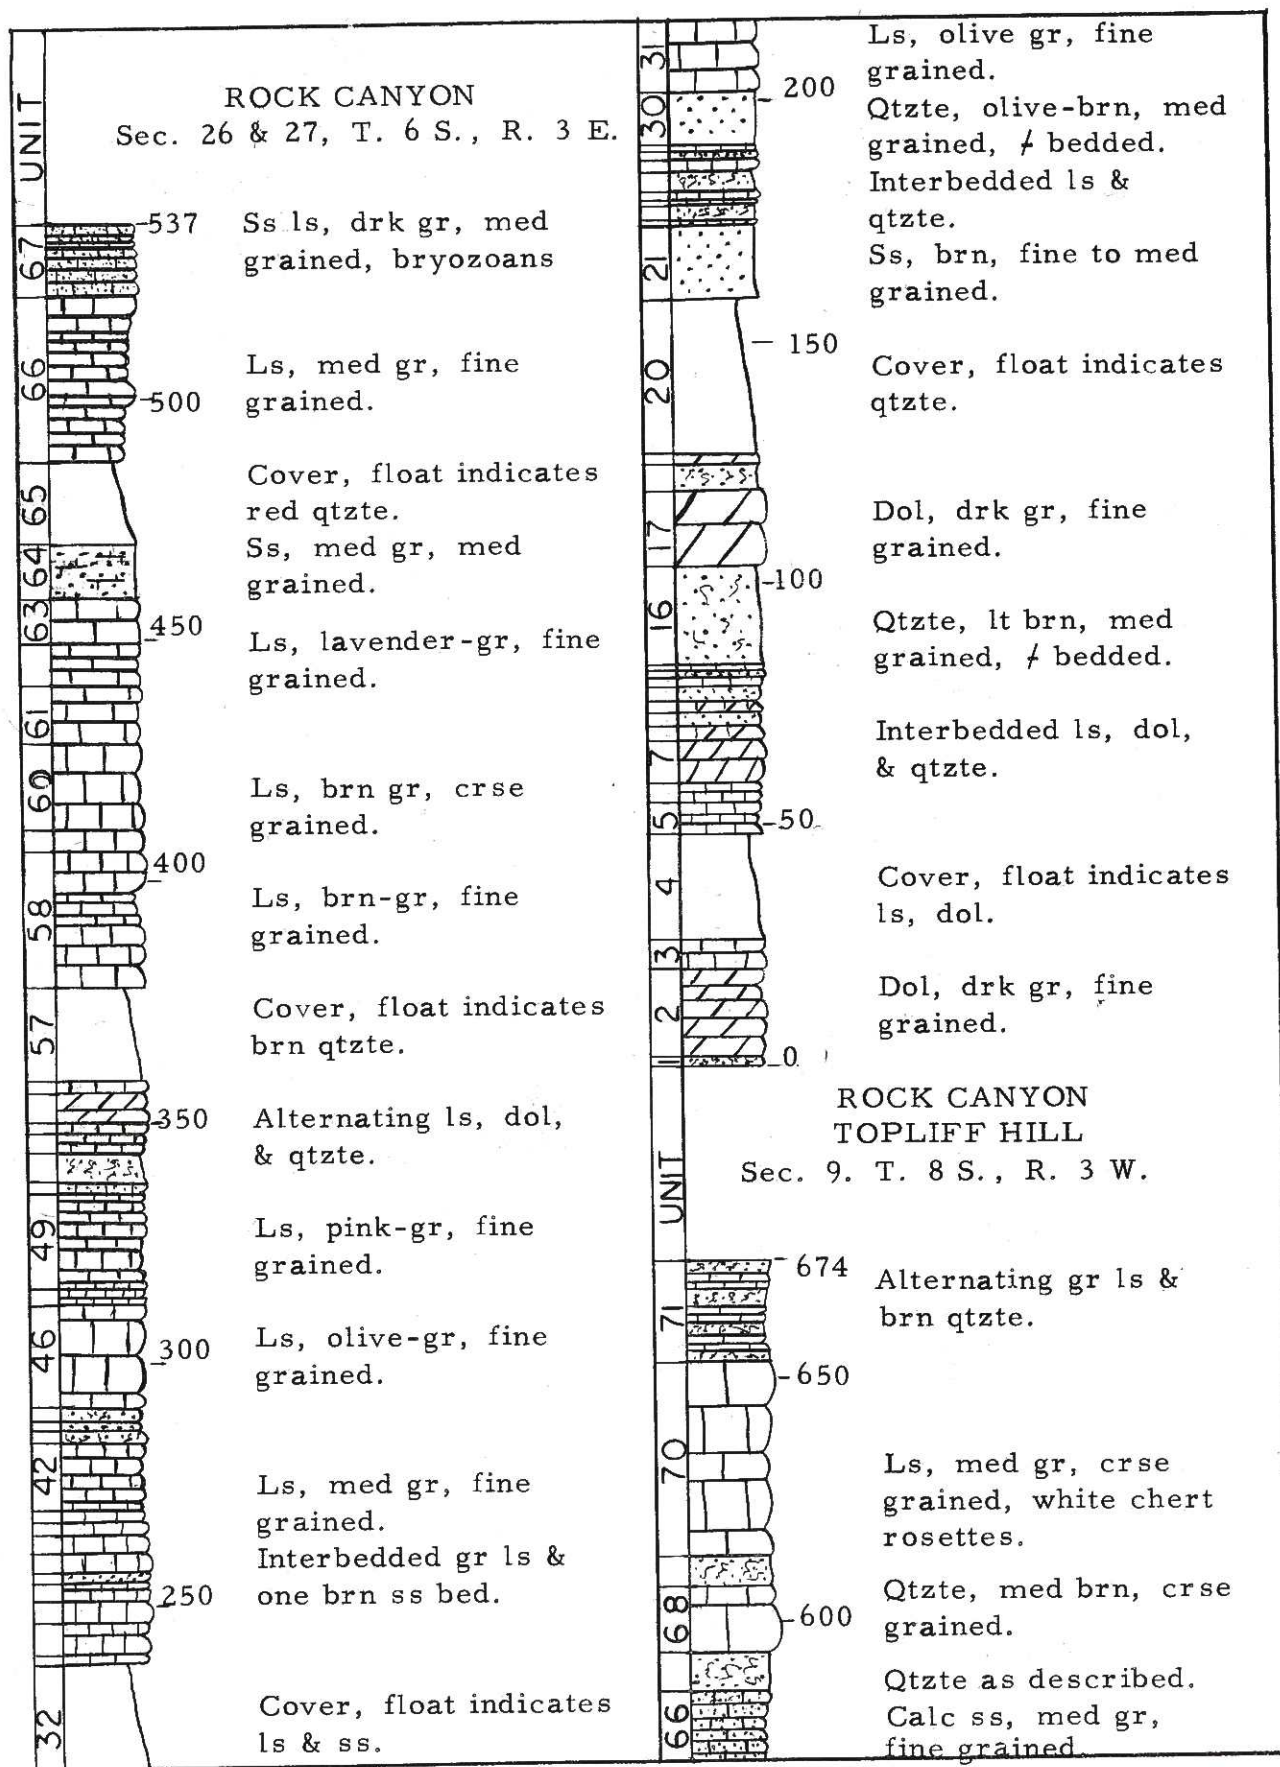 UNIT
ROCK CANYON
Sec. 26 & 27, T. 6 S., R. 3 E.
537
67
Ss ls, drk gr, med
grained, bryozoans
66
Ls, med gr, fine
grained.
500
65
Cover, float indicates
red qtzte.
64
Ss, med gr, med
grained.
63
450
Ls, lavender-gr, fine
grained.
61
60
Ls, brn gr, crse
grained.
400
58
Ls, brn-gr, fine
grained.
57
Cover, float indicates
brn qtzte.
350
Alternating ls, dol,
& qtzte.
49
Ls, pink-gr, fine
grained.
46
300
Ls, olive-gr, fine
grained.
42
Ls, med gr, fine
grained.
Interbedded gr ls &
one brn ss bed.
250
32
Cover, float indicates
ls & ss.
31
Ls, olive gr, fine
grained.
200
30
Qtzte, olive-brn, med
grained, ⌿ bedded.
Interbedded ls &
qtzte.
21
Ss, brn, fine to med
grained.
150
20
Cover, float indicates
qtzte.
17
Dol, drk gr, fine
grained.
100
16
Qtzte, lt brn, med
grained, ⌿ bedded.
7
Interbedded ls, dol,
& qtzte.
5
50
4
Cover, float indicates
ls, dol.
3
2
Dol, drk gr, fine
grained.
1
0
ROCK CANYON
TOPLIFF HILL
Sec. 9. T. 8 S., R. 3 W.
UNIT
674
71
Alternating gr ls &
brn qtzte.
650
70
Ls, med gr, crse
grained, white chert
rosettes.
68
Qtzte, med brn, crse
grained.
600
Qtzte as described.
66
Calc ss, med gr,
fine grained